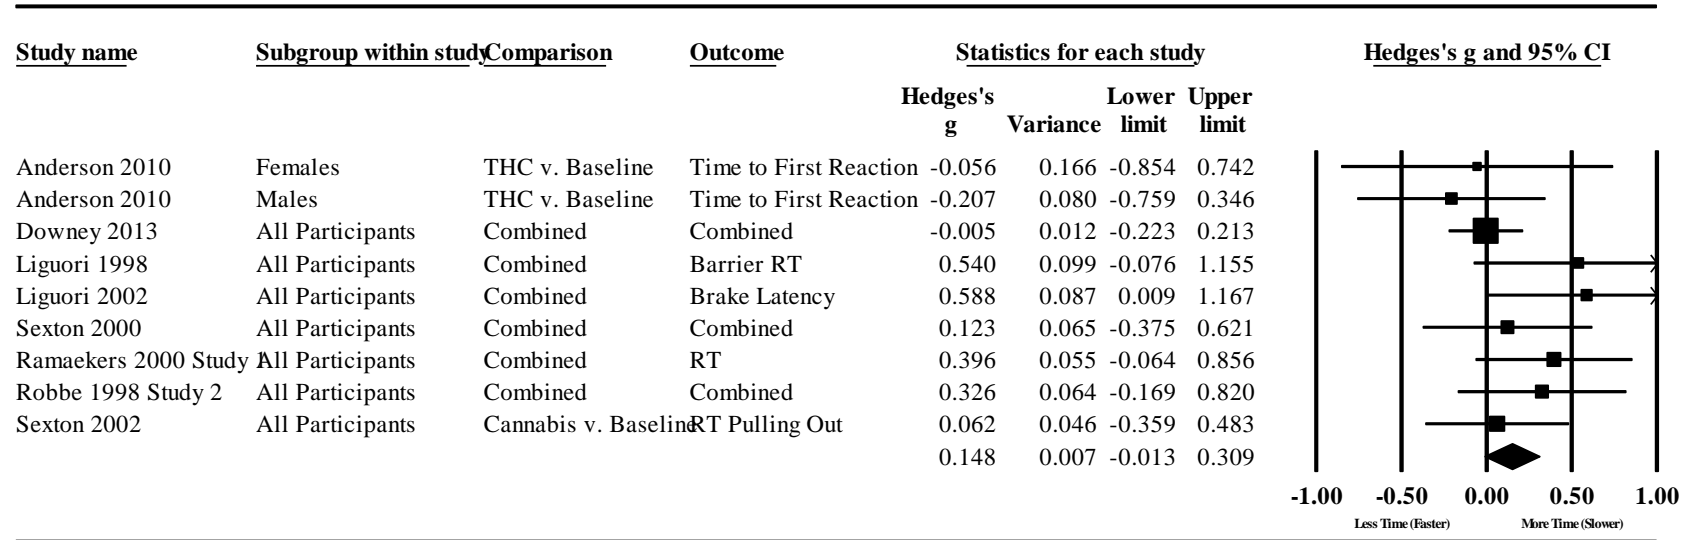 Study name Subgroup within study Comparison Outcome Statistics for each study Hedges's g and 95% CI
Hedges's Lower Upper
g Variance limit limit
Anderson 2010 Females THC v. Baseline Time to First Reaction -0.056 0.166 -0.854 0.742
Anderson 2010 Males THC v. Baseline Time to First Reaction -0.207 0.080 -0.759 0.346
Downey 2013 All Participants Combined Combined -0.005 0.012 -0.223 0.213
Liguori 1998 All Participants Combined Barrier RT 0.540 0.099 -0.076 1.155
Liguori 2002 All Participants Combined Brake Latency 0.588 0.087 0.009 1.167
Sexton 2000 All Participants Combined Combined 0.123 0.065 -0.375 0.621
Ramaekers 2000 Study 1 All Participants Combined RT 0.396 0.055 -0.064 0.856
Robbe 1998 Study 2 All Participants Combined Combined 0.326 0.064 -0.169 0.820
Sexton 2002 All Participants Cannabis v. Baseline RT Pulling Out 0.062 0.046 -0.359 0.483
0.148 0.007 -0.013 0.309
-1.00 -0.50 0.00 0.50 1.00
Less Time (Faster) More Time (Slower)